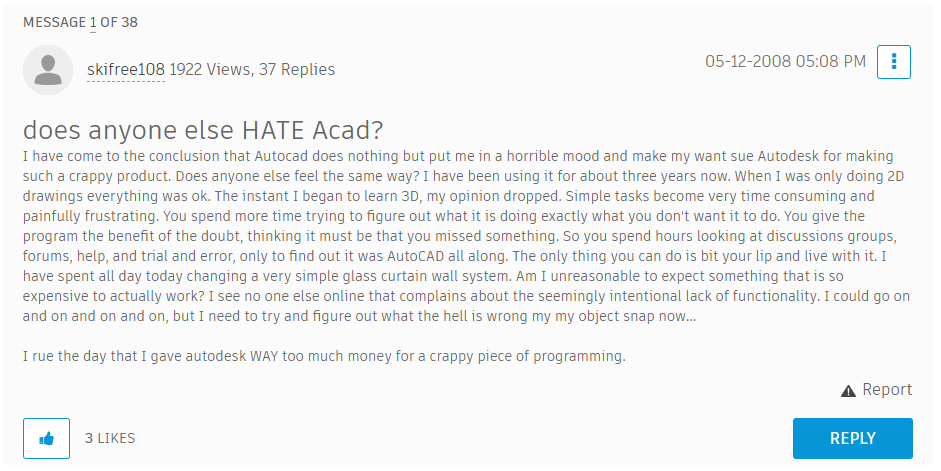 MESSAGE 1 OF 38
skifree108 1922 Views, 37 Replies
05-12-2008 05:08 PM
does anyone else HATE Acad?
I have come to the conclusion that Autocad does nothing but put me in a horrible mood and make my want sue Autodesk for making
such a crappy product. Does anyone else feel the same way? I have been using it for about three years now. When I was only doing 2D
drawings everything was ok. The instant I began to learn 3D, my opinion dropped. Simple tasks become very time consuming and
painfully frustrating. You spend more time trying to figure out what it is doing exactly what you don't want it to do. You give the
program the benefit of the doubt, thinking it must be that you missed something. So you spend hours looking at discussions groups,
forums, help, and trial and error, only to find out it was AutoCAD all along. The only thing you can do is bit your lip and live with it. I
have spent all day today changing a very simple glass curtain wall system. Am I unreasonable to expect something that is so
expensive to actually work? I see no one else online that complains about the seemingly intentional lack of functionality. I could go on
and on and on and on, but I need to try and figure out what the hell is wrong my my object snap now...
I rue the day that I gave autodesk WAY too much money for a crappy piece of programming.
Report
3 LIKES
REPLY